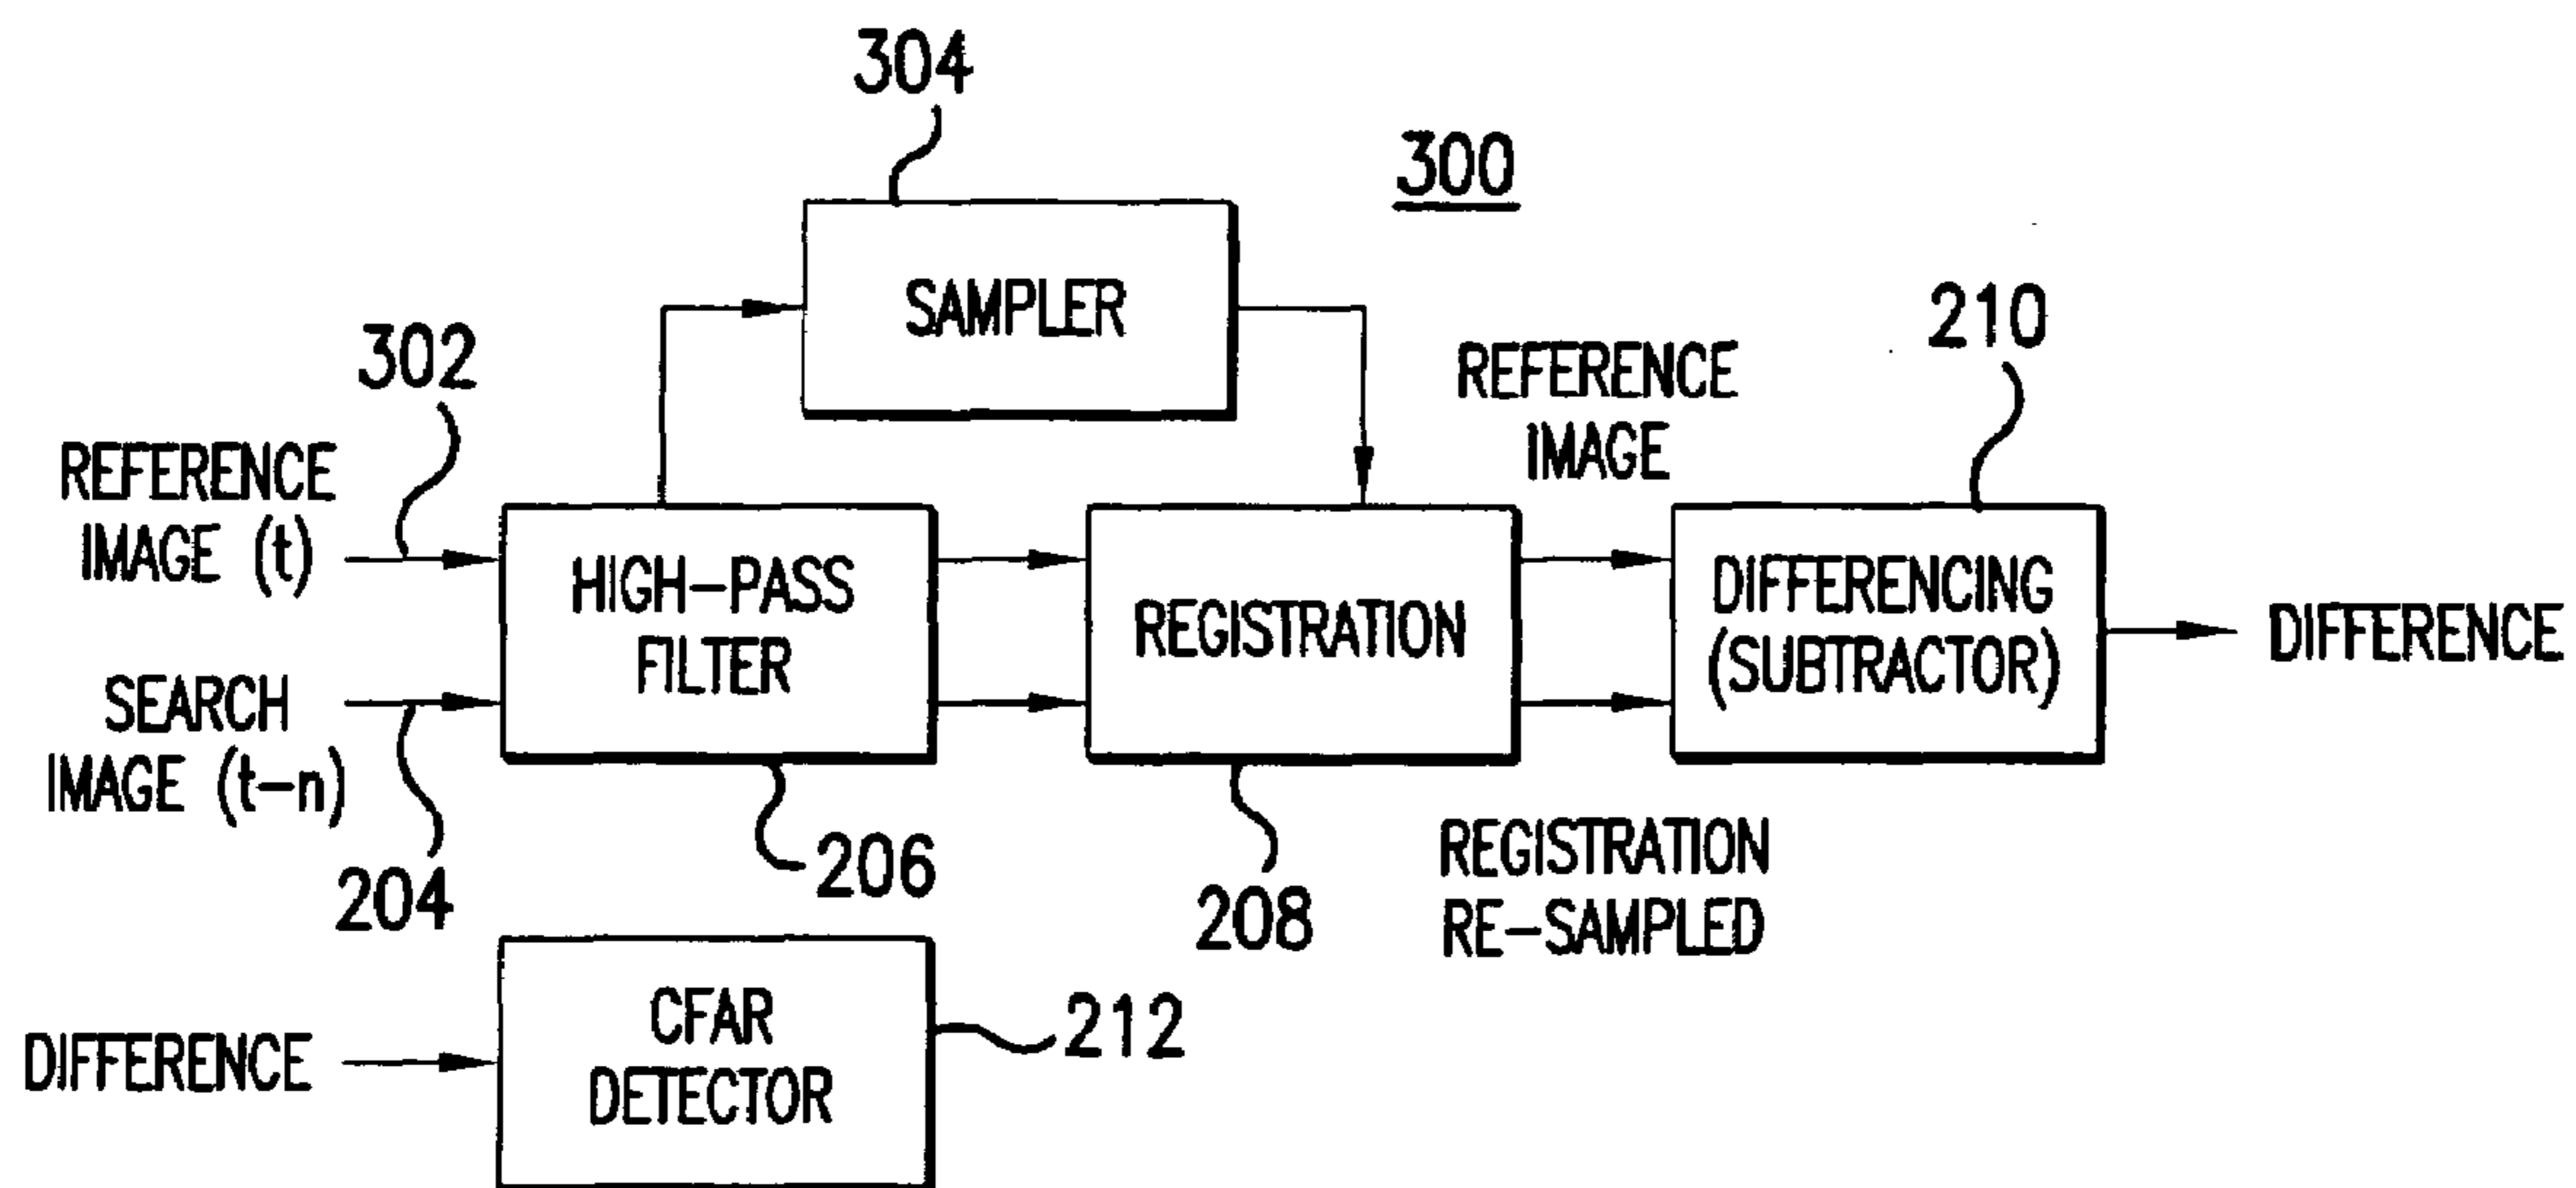 304
300
SAMPLER
302
210
REFERENCE
IMAGE
REFERENCE
IMAGE (t)
HIGH-PASS
FILTER
REGISTRATION
DIFFERENCING
(SUBTRACTOR)
DIFFERENCE
SEARCH
IMAGE (t-n)
204
206
208
REGISTRATION
RE-SAMPLED
DIFFERENCE
CFAR
DETECTOR
212